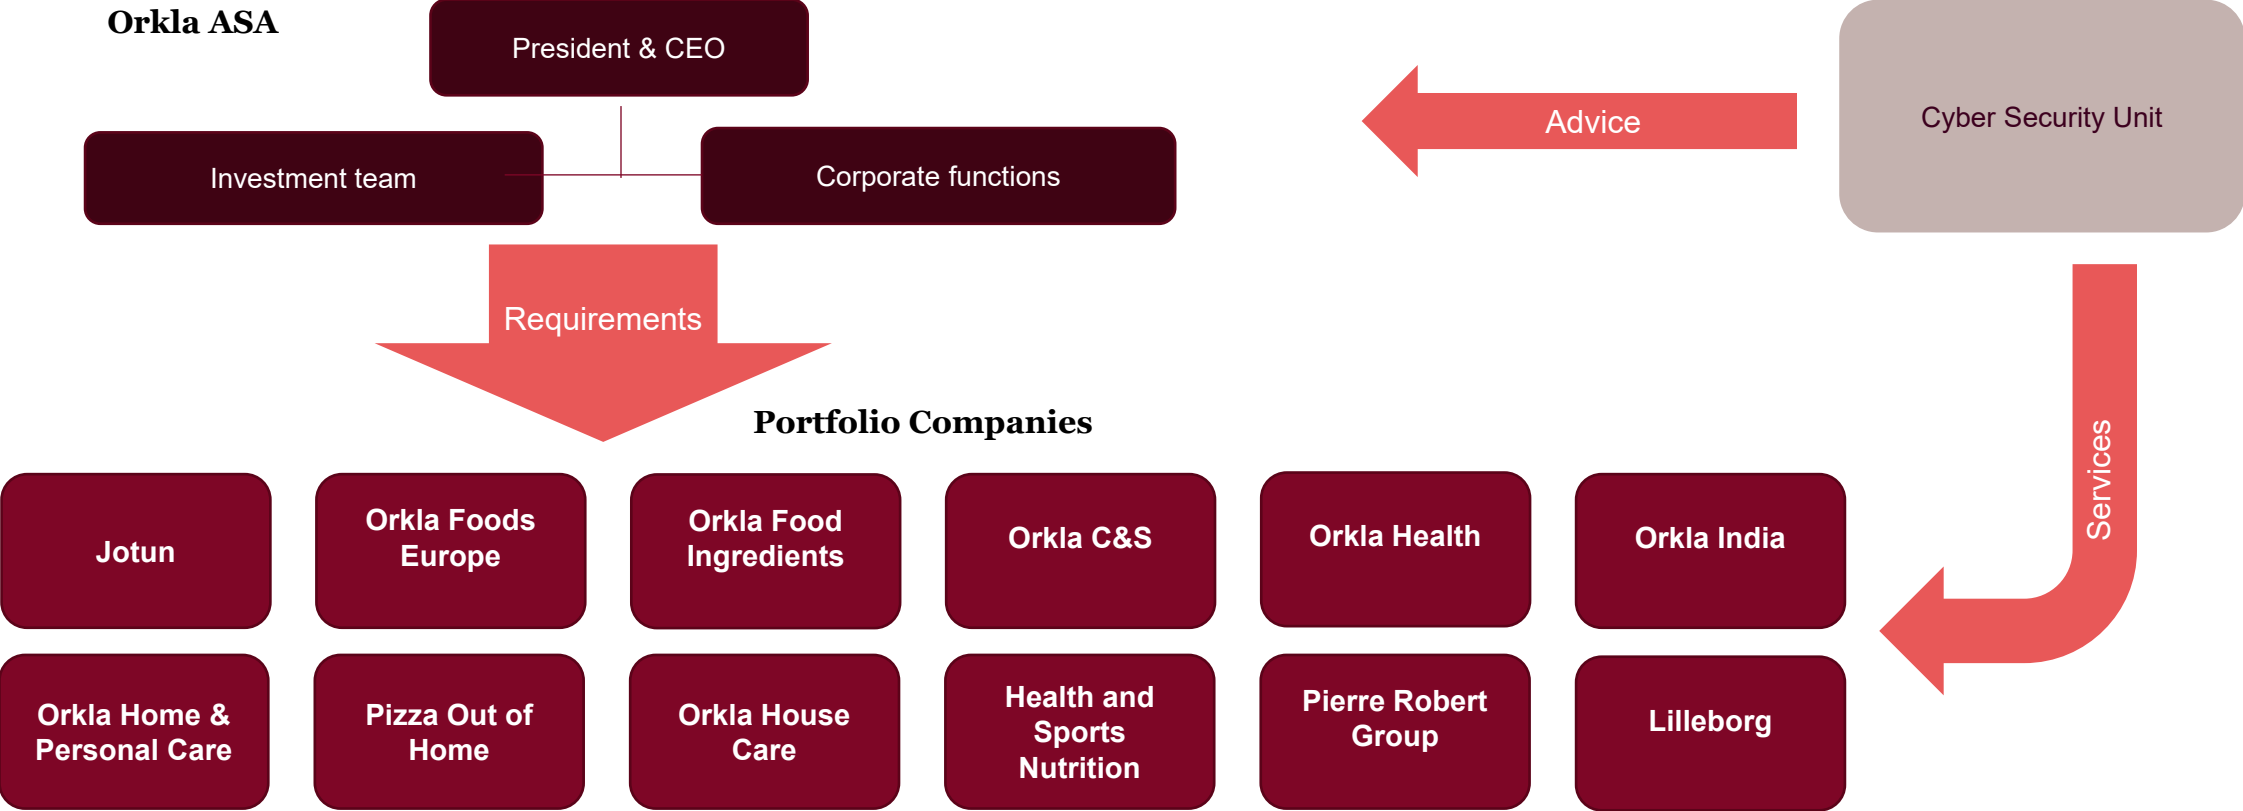 Orkla ASA
President & CEO
Investment team
Corporate functions
Advice
Cyber Security Unit
Requirements
Services
Portfolio Companies
Jotun
Orkla Foods
Europe
Orkla Food
Ingredients
Orkla C&S
Orkla Health
Orkla India
Orkla Home &
Personal Care
Pizza Out of
Home
Orkla House
Care
Health and
Sports
Nutrition
Pierre Robert
Group
Lilleborg